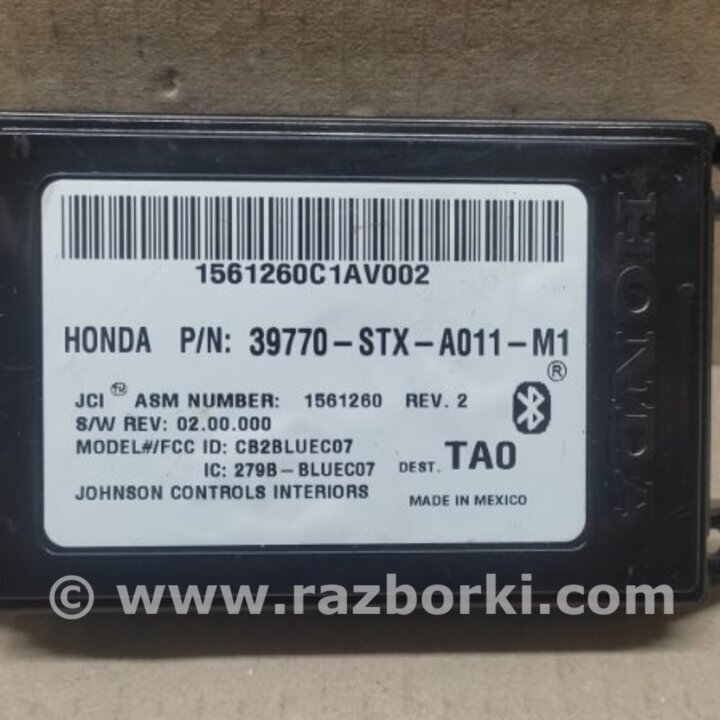 1561260C1AV002
HONDA P/N: 39770-STX-A011-M1
JCI TM ASM NUMBER: 1561260 REV. 2 ®
S/W REV: 02.00.000
MODEL#/FCC ID: CB2BLUEC07
IC: 279B-BLUEC07 DEST. TA0
JOHNSON CONTROLS INTERIORS
MADE IN MEXICO
HONDA
© www.razborki.com